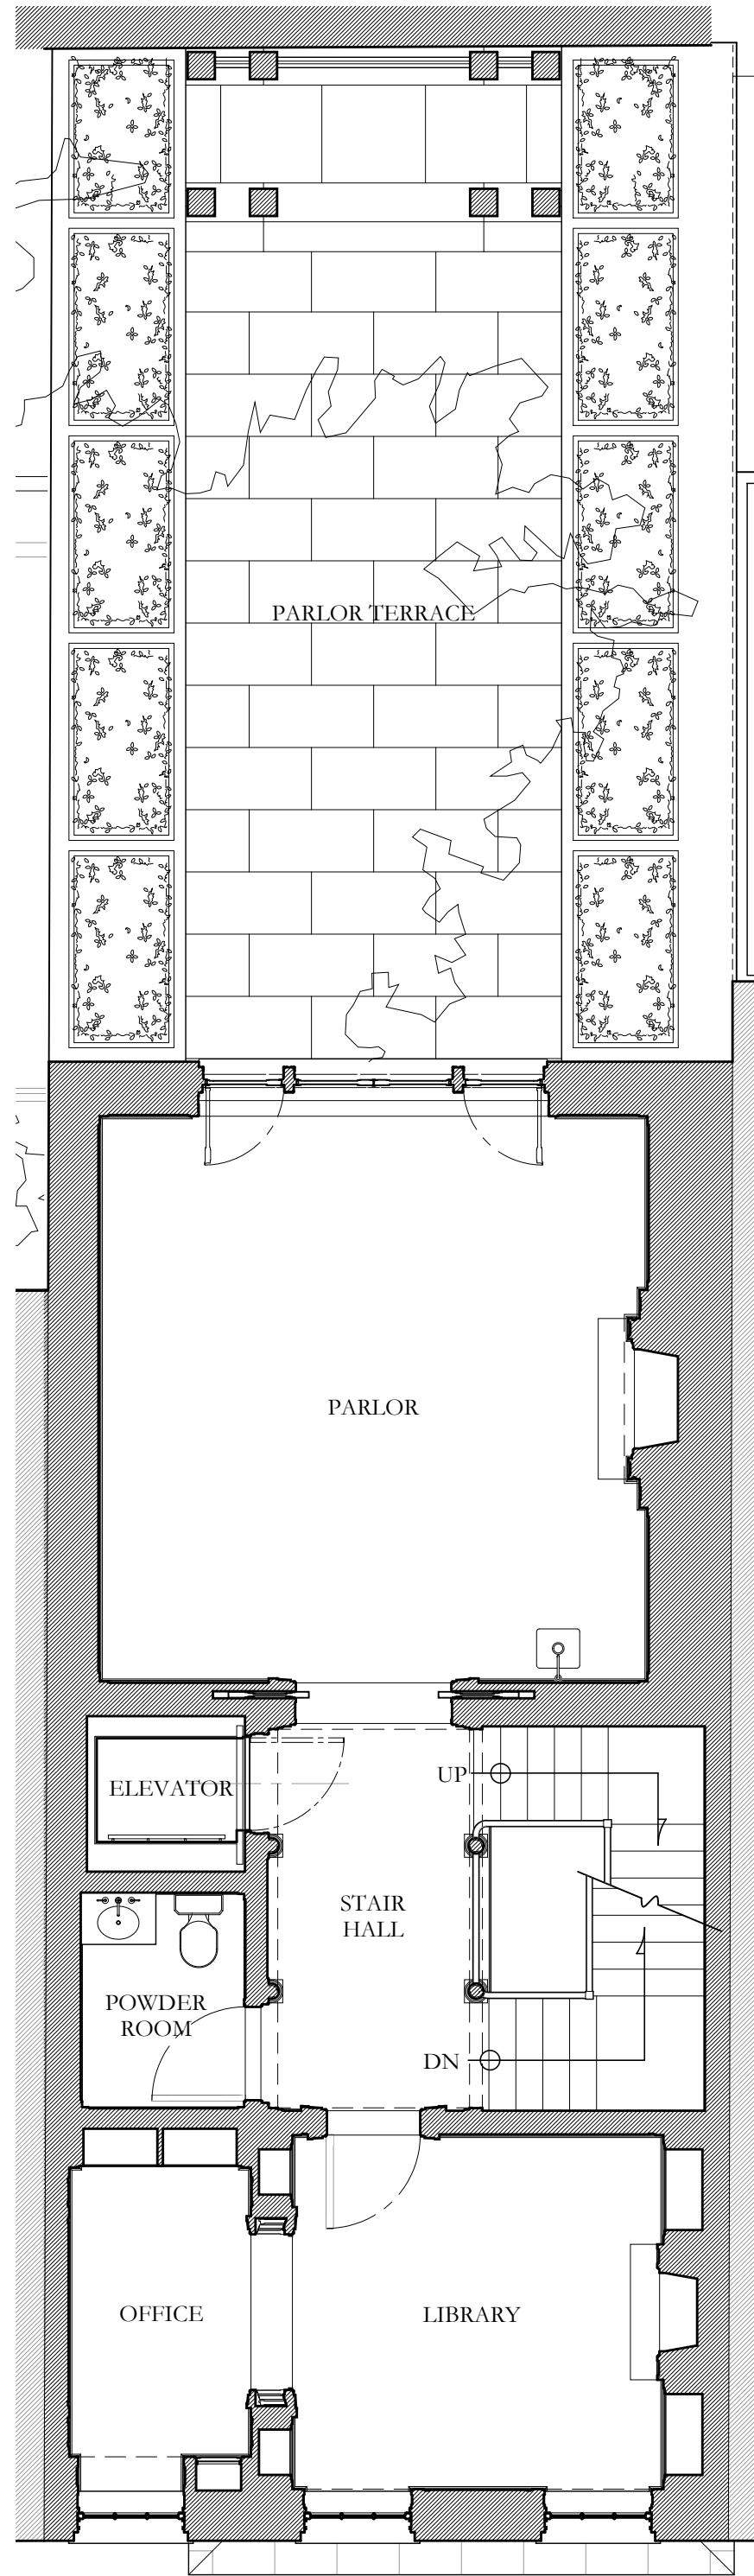 PARLOR TERRACE
PARLOR
ELEVATOR
UP
STAIR
HALL
POWDER
ROOM
DN
OFFICE
LIBRARY